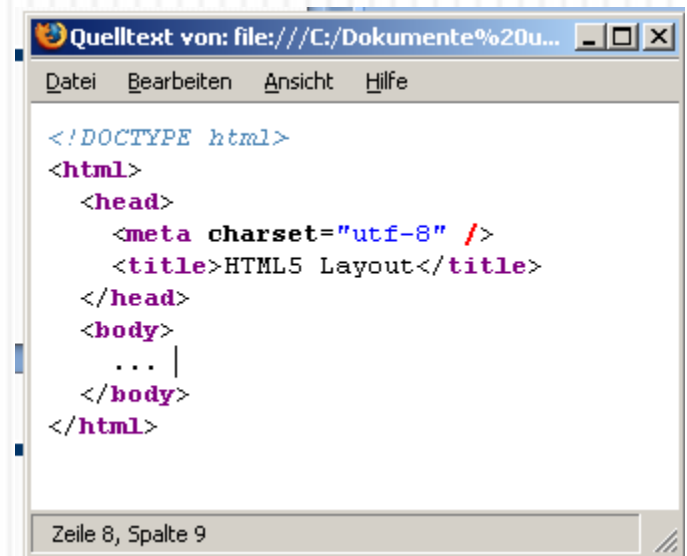 Quelltext von: file:///C:/Dokumente%20u...
Datei Bearbeiten Ansicht Hilfe
<!DOCTYPE html>
<html>
<head>
<meta charset="utf-8" />
<title>HTML5 Layout</title>
</head>
<body>
...
</body>
</html>
Zeile 8, Spalte 9